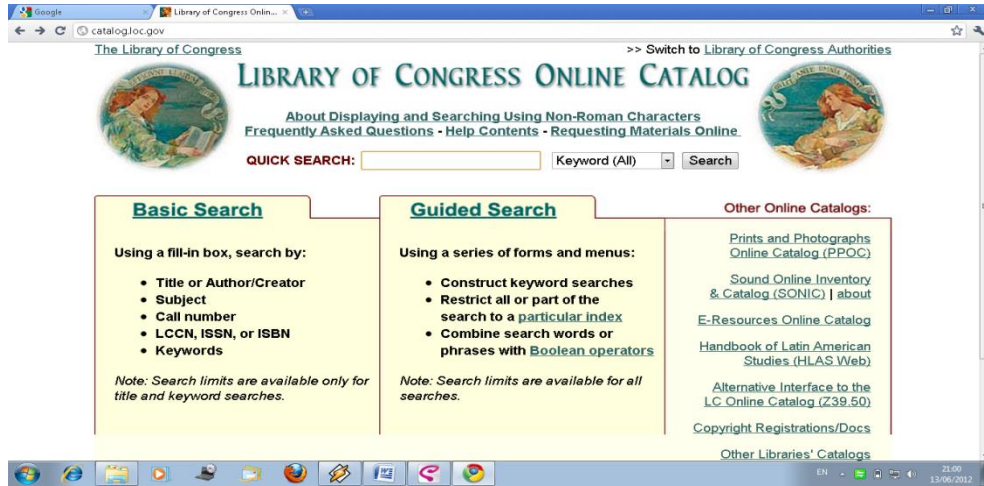 Google
Library of Congress Onlin...
catalog.loc.gov
The Library of Congress
>> Switch to Library of Congress Authorities
LIBRARY OF CONGRESS ONLINE CATALOG
About Displaying and Searching Using Non-Roman Characters
Frequently Asked Questions - Help Contents - Requesting Materials Online
QUICK SEARCH:
Keyword (All)
Search
Basic Search
Using a fill-in box, search by:
• Title or Author/Creator
• Subject
• Call number
• LCCN, ISSN, or ISBN
• Keywords
Note: Search limits are available only for
title and keyword searches.
Guided Search
Using a series of forms and menus:
• Construct keyword searches
• Restrict all or part of the
search to a particular index
• Combine search words or
phrases with Boolean operators
Note: Search limits are available for all
searches.
Other Online Catalogs:
Prints and Photographs
Online Catalog (PPOC)
Sound Online Inventory
& Catalog (SONIC) | about
E-Resources Online Catalog
Handbook of Latin American
Studies (HLAS Web)
Alternative Interface to the
LC Online Catalog (Z39.50)
Copyright Registrations/Docs
Other Libraries' Catalogs
EN
21:00
13/06/2012